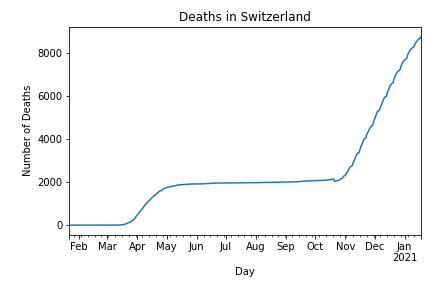 Deaths in Switzerland
Number of Deaths
8000
6000
4000
2000
0
Feb Mar Apr May Jun Jul Aug Sep Oct Nov Dec Jan
2021
Day